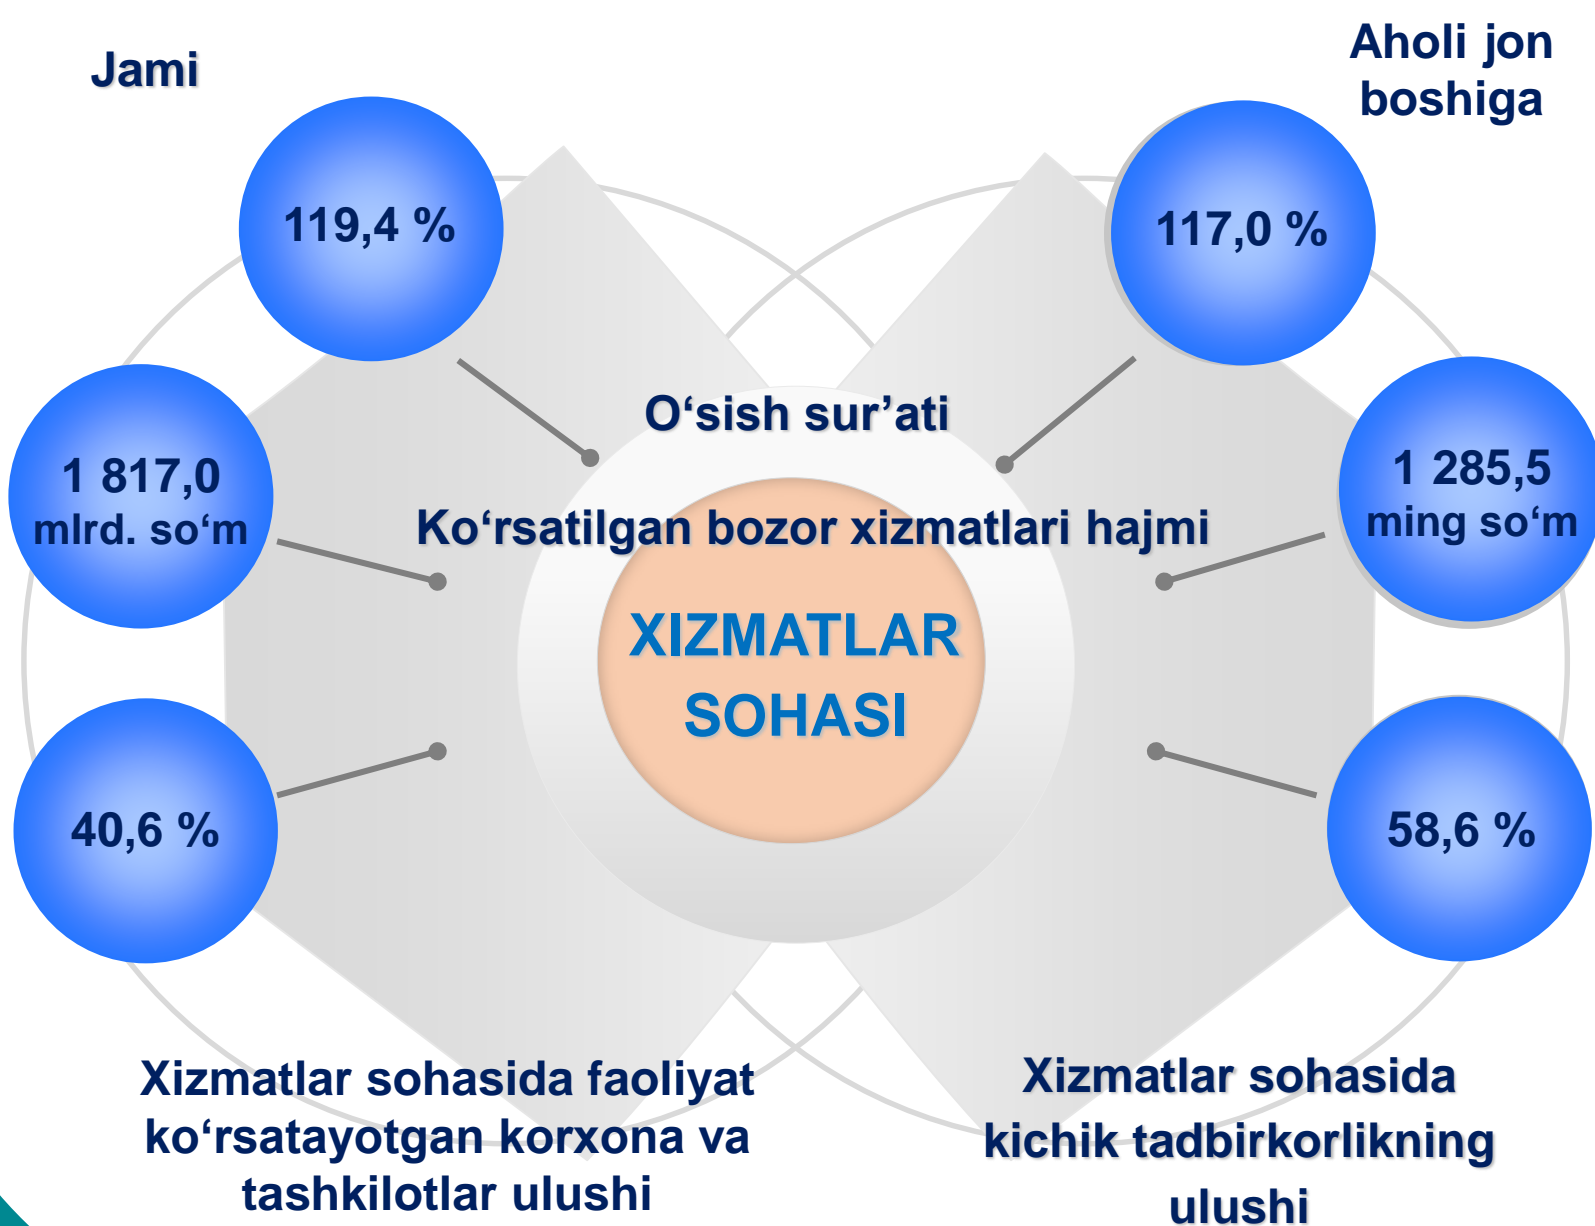 Jami
Aholi jon
boshiga
119,4 %
117,0 %
O‘sish sur’ati
1 817,0
mlrd. so‘m
1 285,5
ming so‘m
Ko‘rsatilgan bozor xizmatlari hajmi
XIZMATLAR
SOHASI
40,6 %
58,6 %
Xizmatlar sohasida faoliyat
ko‘rsatayotgan korxona va
tashkilotlar ulushi
Xizmatlar sohasida
kichik tadbirkorlikning
ulushi